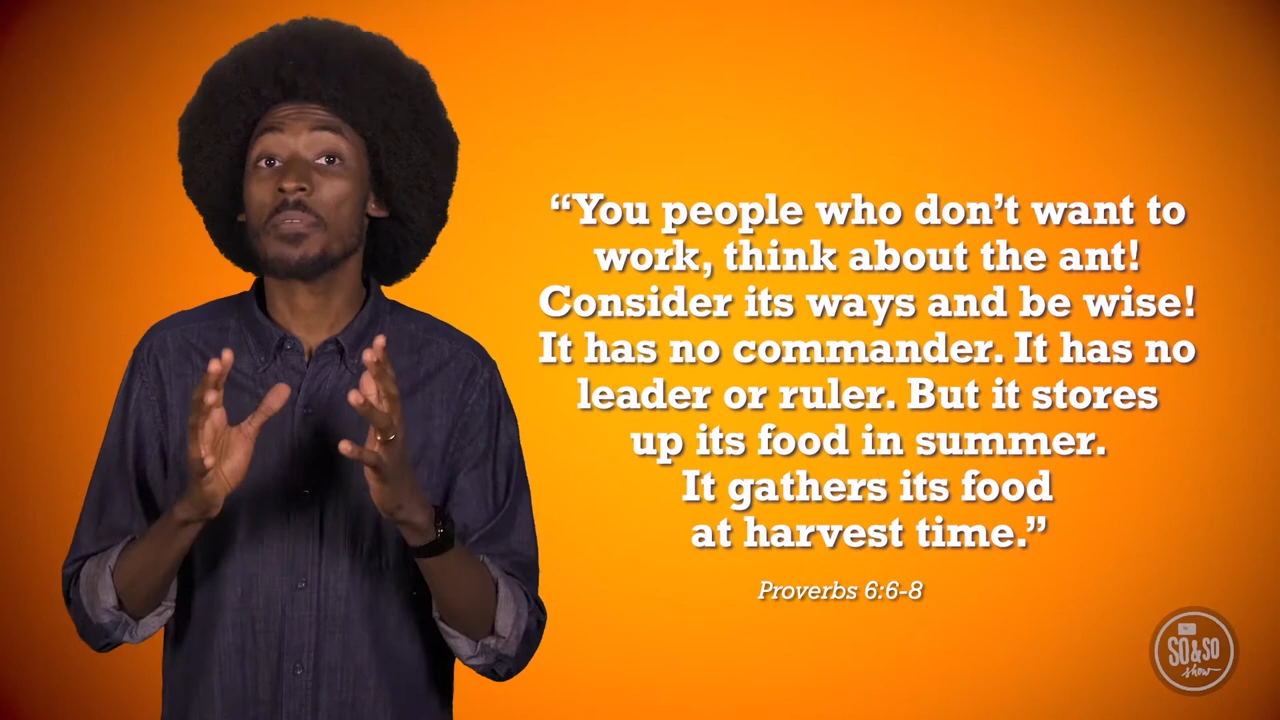 “You people who don’t want to
work, think about the ant!
Consider its ways and be wise!
It has no commander. It has no
leader or ruler. But it stores
up its food in summer.
It gathers its food
at harvest time.”
Proverbs 6:6-8
SO & SO
show